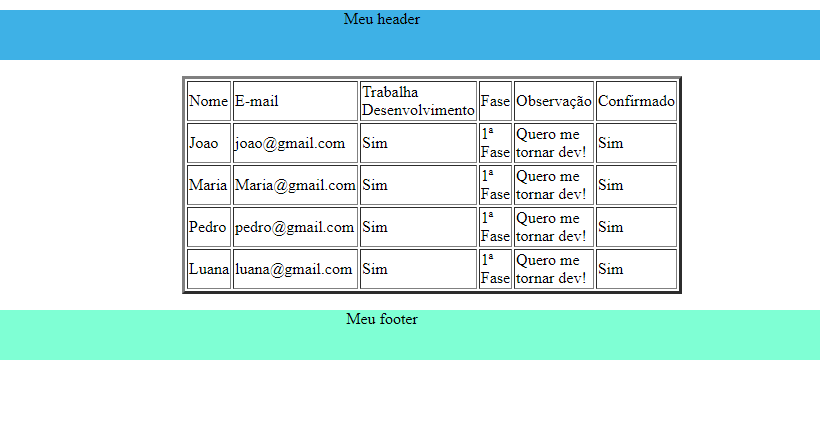 Meu header
Nome E-mail Trabalha Desenvolvimento Fase Observação Confirmado
Joao joao@gmail.com Sim 1ª Fase Quero me tornar dev! Sim
Maria Maria@gmail.com Sim 1ª Fase Quero me tornar dev! Sim
Pedro pedro@gmail.com Sim 1ª Fase Quero me tornar dev! Sim
Luana luana@gmail.com Sim 1ª Fase Quero me tornar dev! Sim
Meu footer